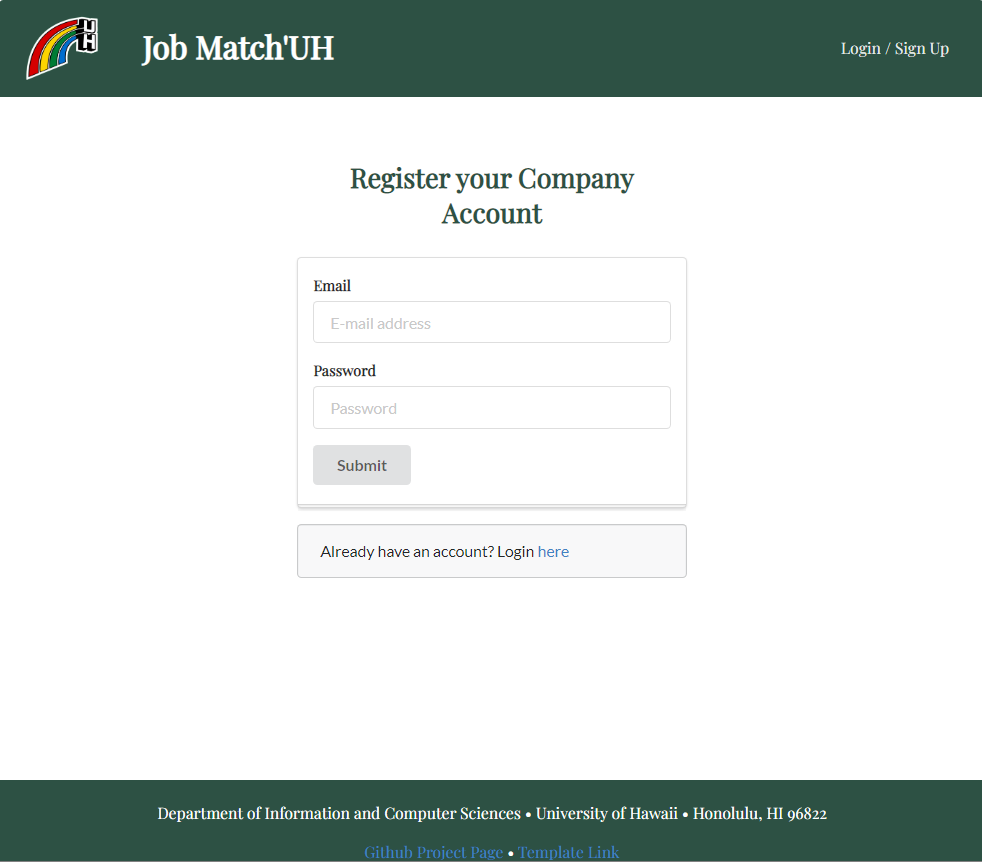 UH
Job Match'UH
Login / Sign Up
Register your Company
Account
Email
E-mail address
Password
Password
Submit
Already have an account? Login here
Department of Information and Computer Sciences • University of Hawaii • Honolulu, HI 96822
Github Project Page • Template Link